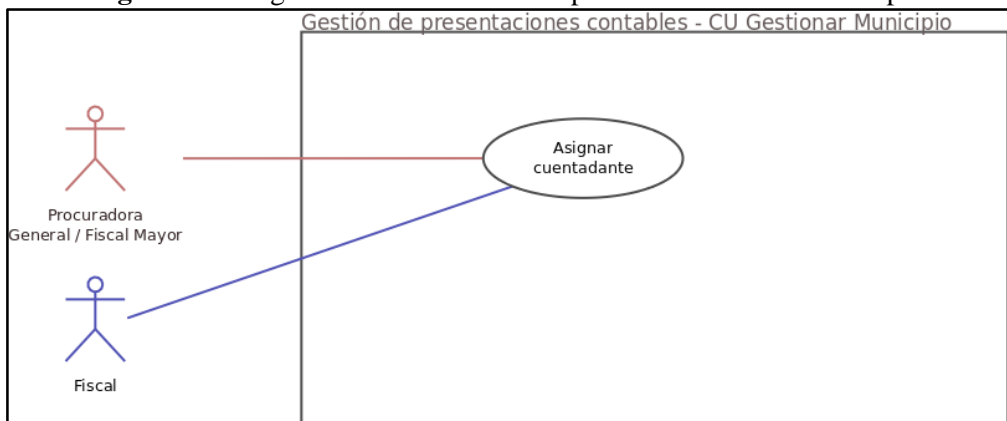 Gestión de presentaciones contables - CU Gestionar Municipio
Asignar
cuentadante
Procuradora
General / Fiscal Mayor
Fiscal